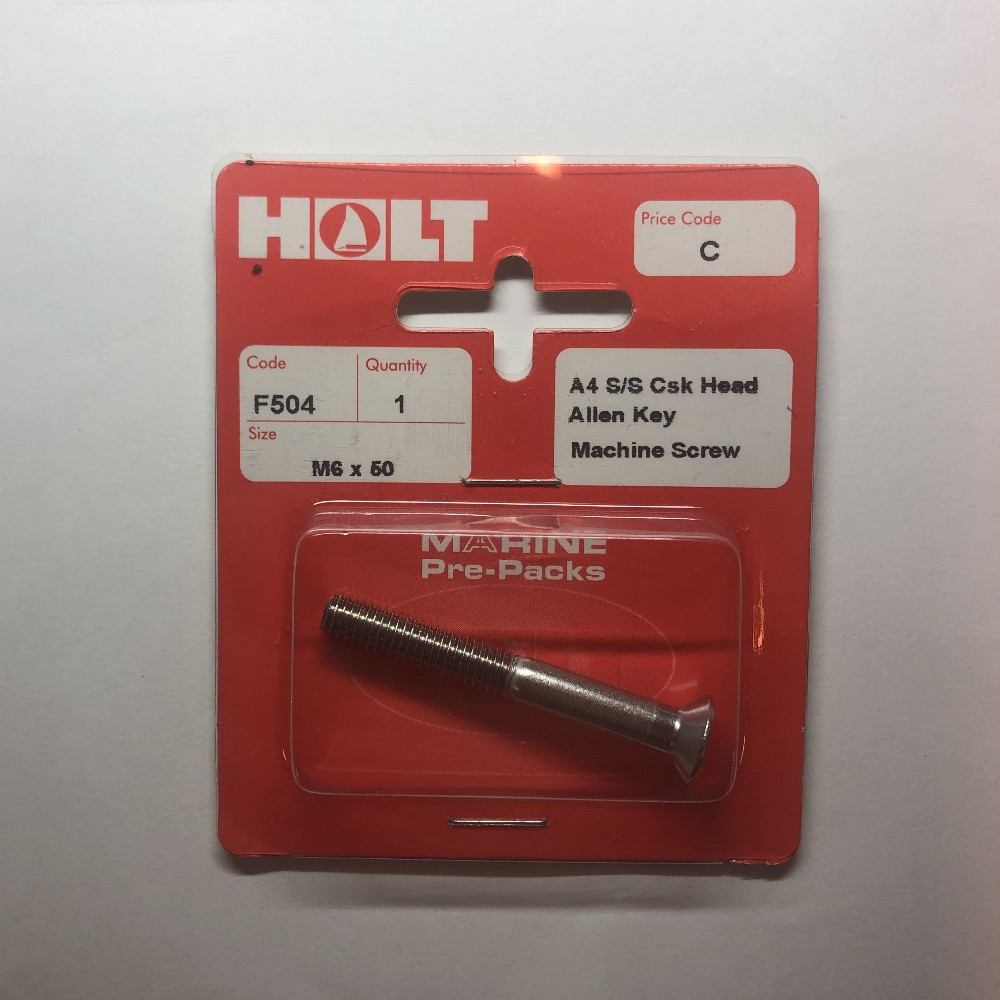 HOLT
Price Code
C
Code
Quantity
F504
1
Size
M6 x 50
A4 S/S Csk Head
Allen Key
Machine Screw
MARINE
Pre-Packs